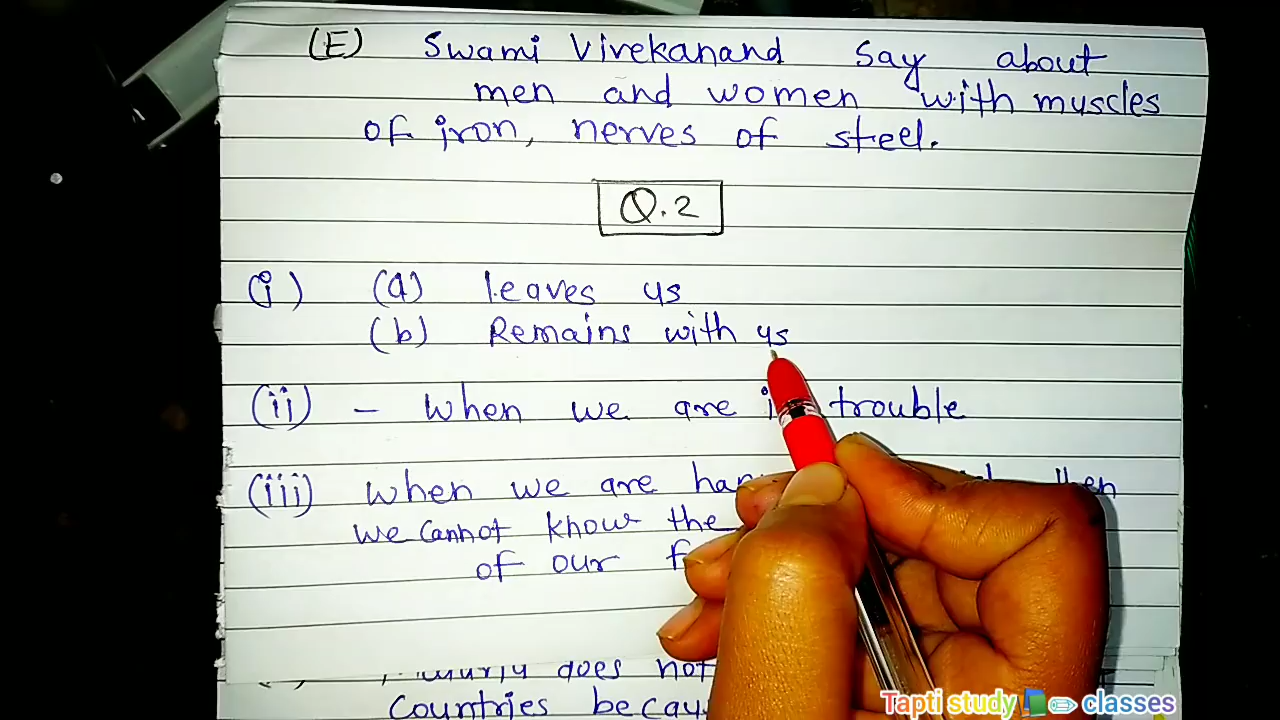 (E) Swami Vivekanand Say about
men and women with muscles
of iron, nerves of steel.
Q.2
(i) (a) leaves us
(b) Remains with us
(ii) - When we are trouble
(iii) When we are
we cannot know the
of our
does not
Countries
Tapti study classes